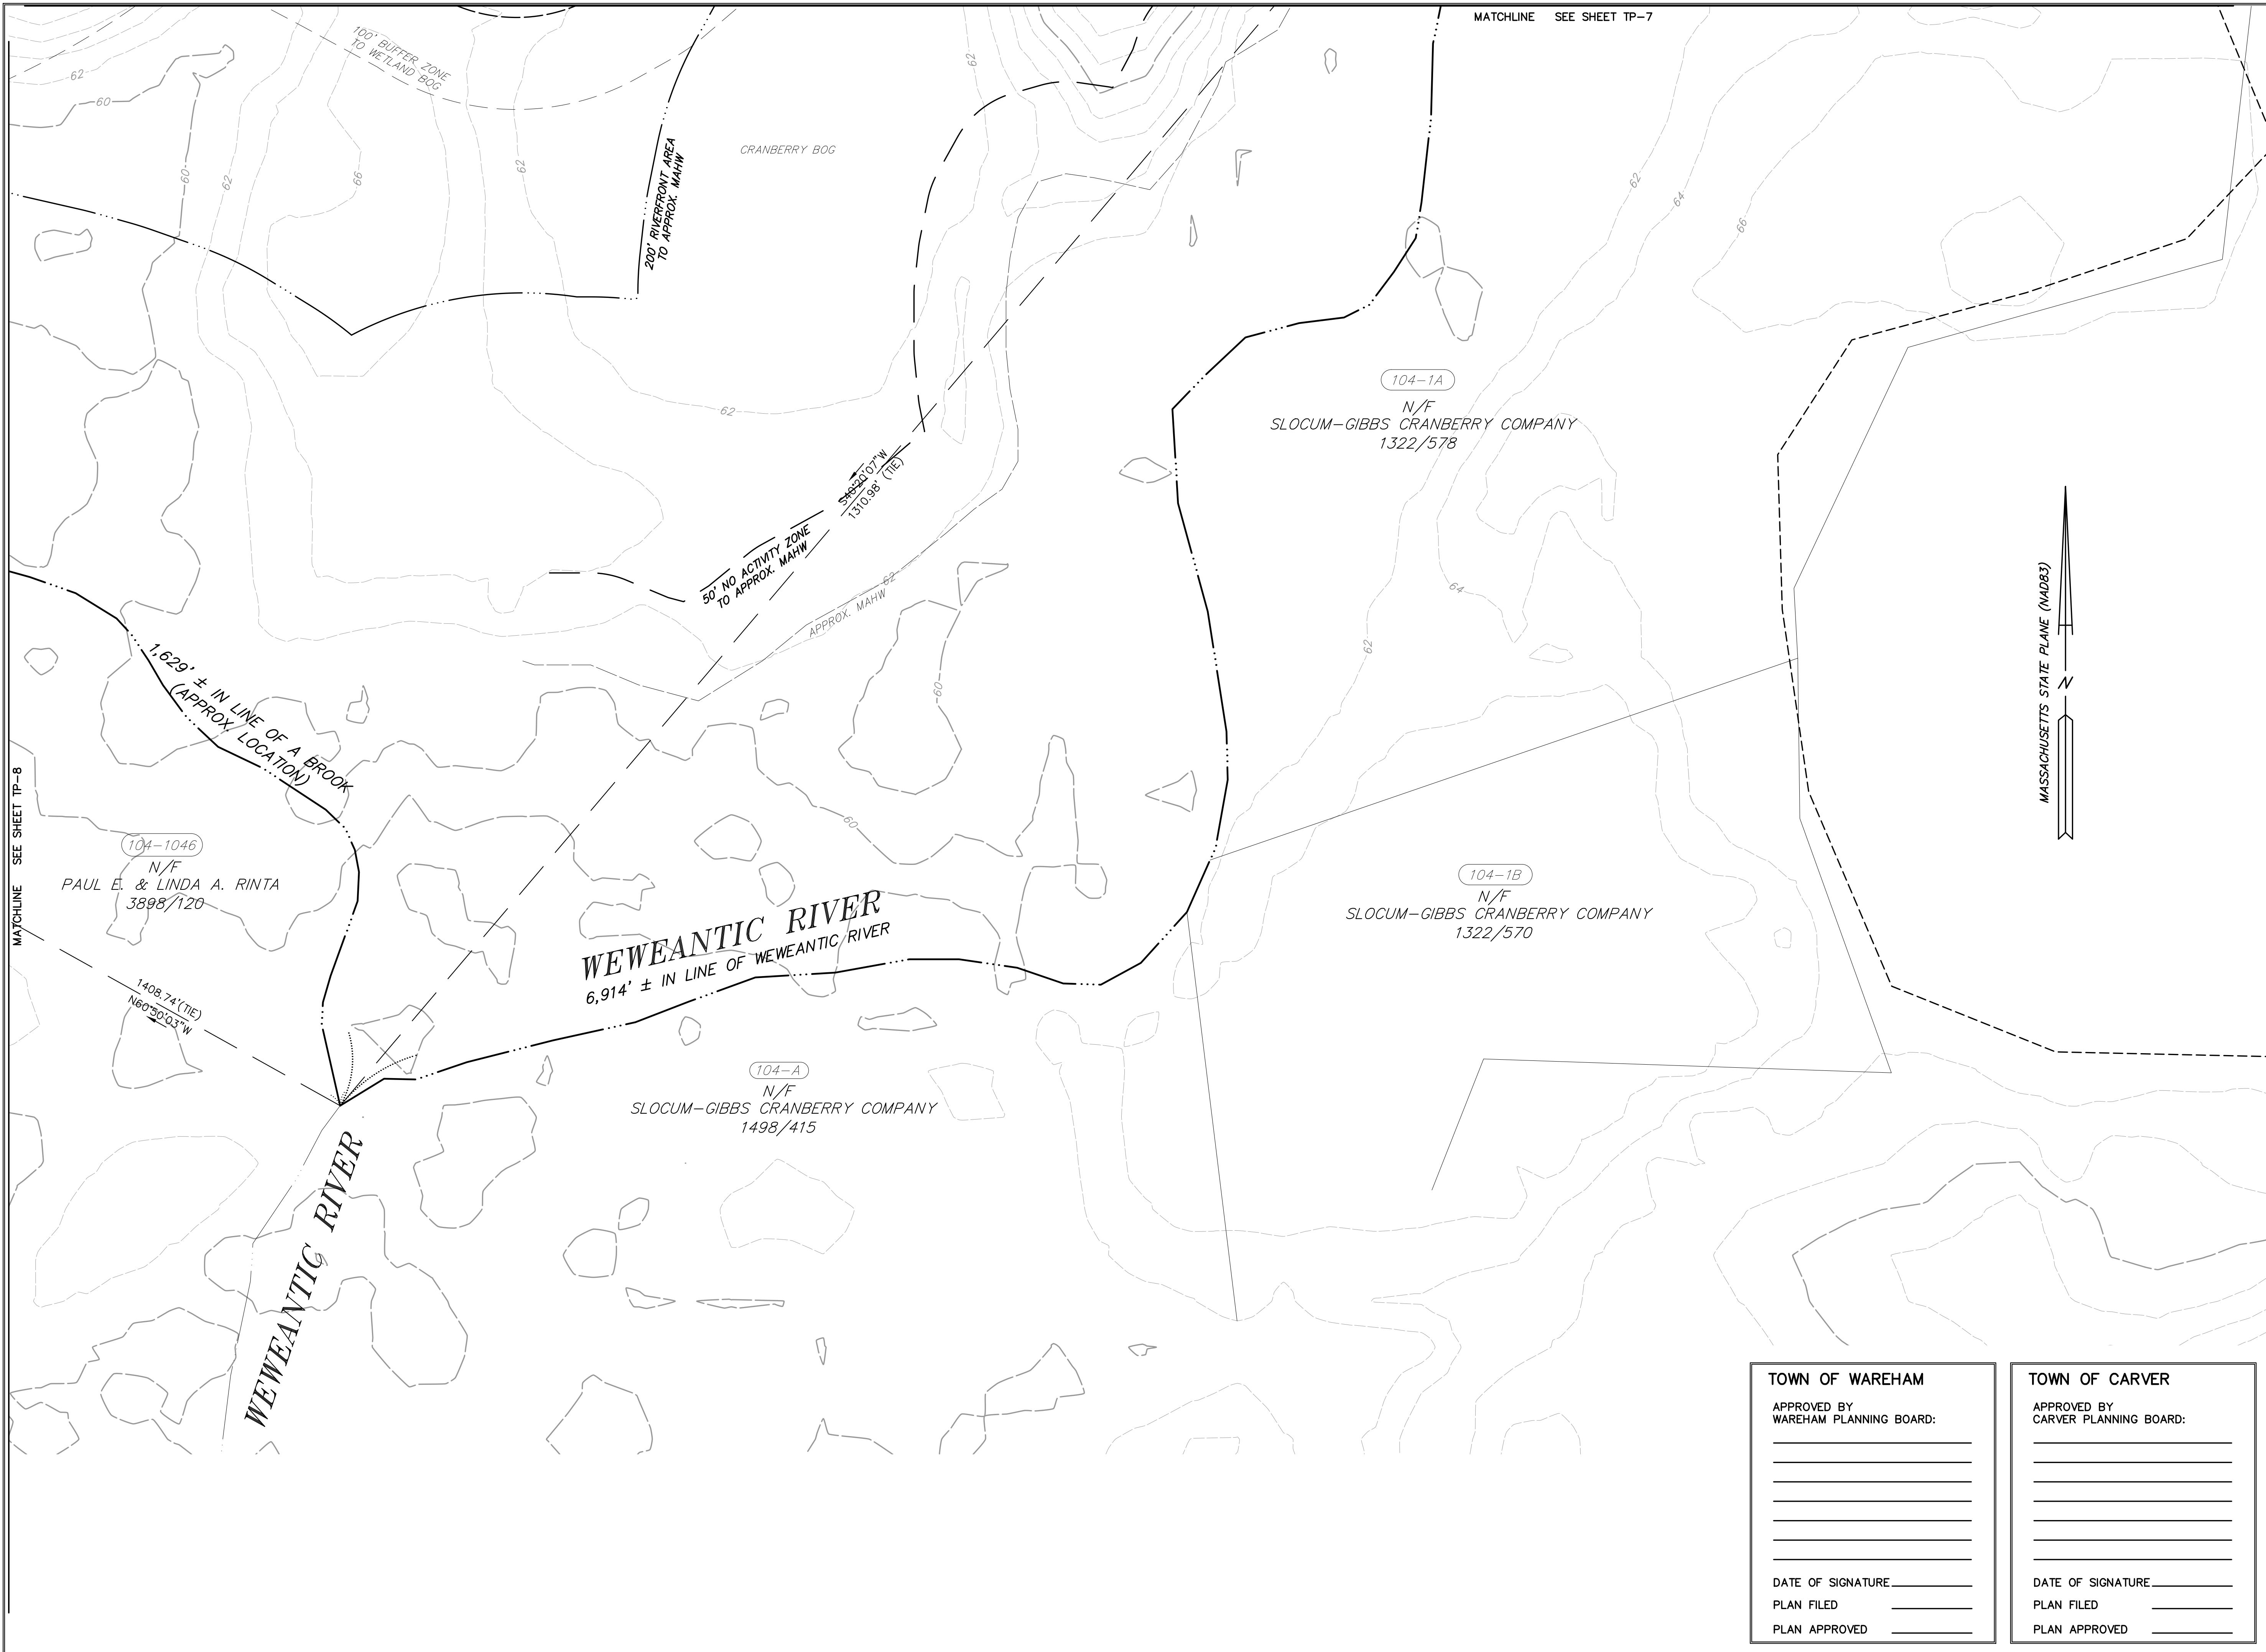 MATCHLINE SEE SHEET TP-7
100' BUFFER ZONE
TO WETLAND BOG
62
60
62
60
62
66
62
200' RIVERFRONT AREA
TO APPROX. MAHW
CRANBERRY BOG
62
64
66
62
104-1A
N/F
SLOCUM-GIBBS CRANBERRY COMPANY
1322/578
S40°20'07"W
1310.98' (TIE)
50' NO ACTIVITY ZONE
TO APPROX. MAHW
62
APPROX. MAHW
64
62
60
60
MASSACHUSETTS STATE PLANE (NAD83)
N
1,629' ± IN LINE OF A BROOK
(APPROX. LOCATION)
MATCHLINE SEE SHEET TP-8
104-1046
N/F
PAUL E. & LINDA A. RINTA
3898/120
1408.74'(TIE)
N60°50'03"W
WEWEANTIC RIVER
6,914' ± IN LINE OF WEWEANTIC RIVER
104-1B
N/F
SLOCUM-GIBBS CRANBERRY COMPANY
1322/570
104-A
N/F
SLOCUM-GIBBS CRANBERRY COMPANY
1498/415
WEWEANTIC RIVER
TOWN OF WAREHAM
APPROVED BY
WAREHAM PLANNING BOARD:
DATE OF SIGNATURE
PLAN FILED
PLAN APPROVED
TOWN OF CARVER
APPROVED BY
CARVER PLANNING BOARD:
DATE OF SIGNATURE
PLAN FILED
PLAN APPROVED